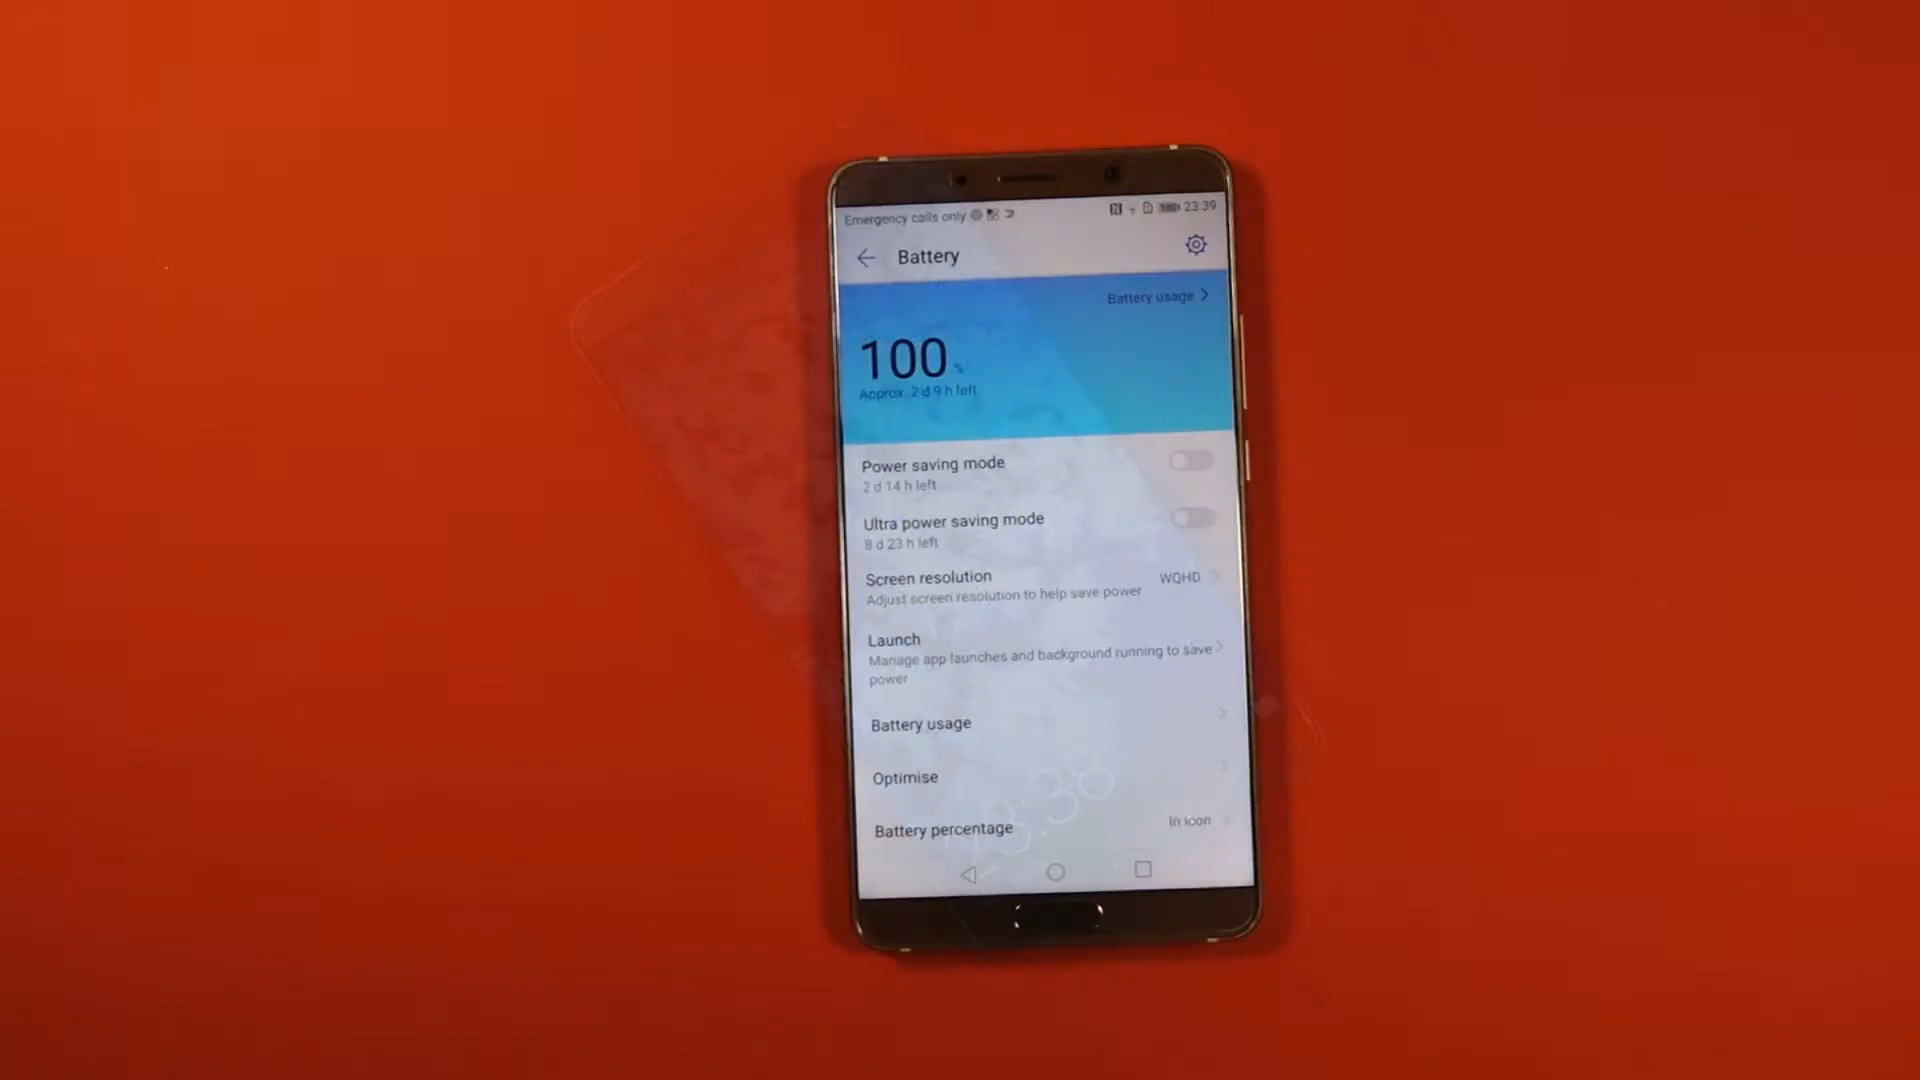 Emergency calls only
100 23:39
Battery
Battery usage
100 %
Approx. 2 d 9 h left
Power saving mode
2 d 14 h left
Ultra power saving mode
8 d 23 h left
Screen resolution
WQHD
Adjust screen resolution to help save power
Launch
Manage app launches and background running to save
power
Battery usage
Optimise
Battery percentage
In icon